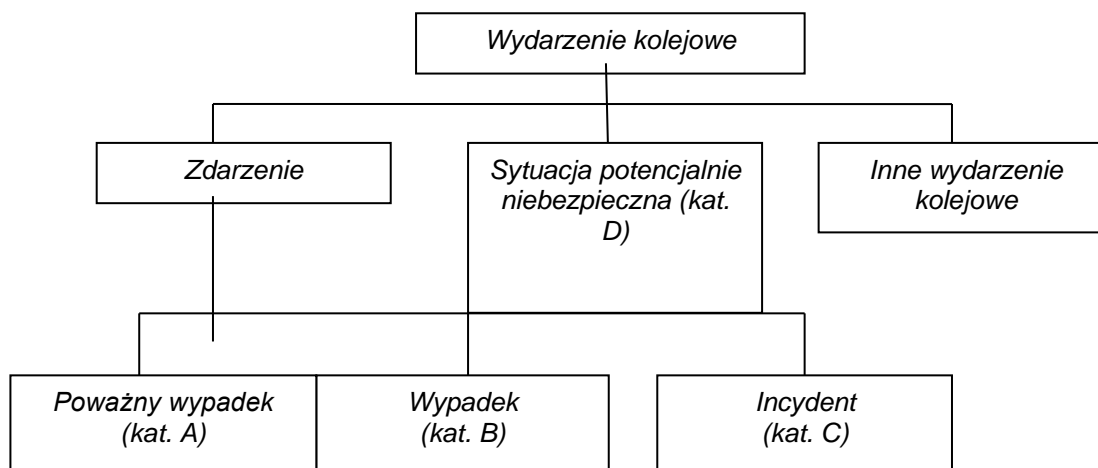 Wydarzenie kolejowe
Zdarzenie
Sytuacja potencjalnie
niebezpieczna (kat.
D)
Inne wydarzenie
kolejowe
Poważny wypadek
(kat. A)
Wypadek
(kat. B)
Incydent
(kat. C)